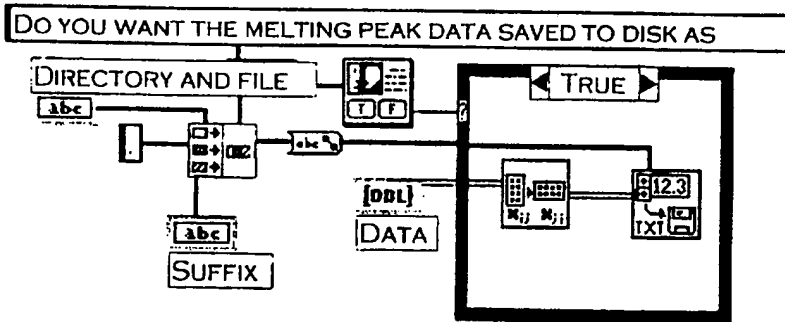 DO YOU WANT THE MELTING PEAK DATA SAVED TO DISK AS
DIRECTORY AND FILE
TRUE
T F
abc
?
.
abc
[DBL]
12.3
DATA
TXT
abc
SUFFIX